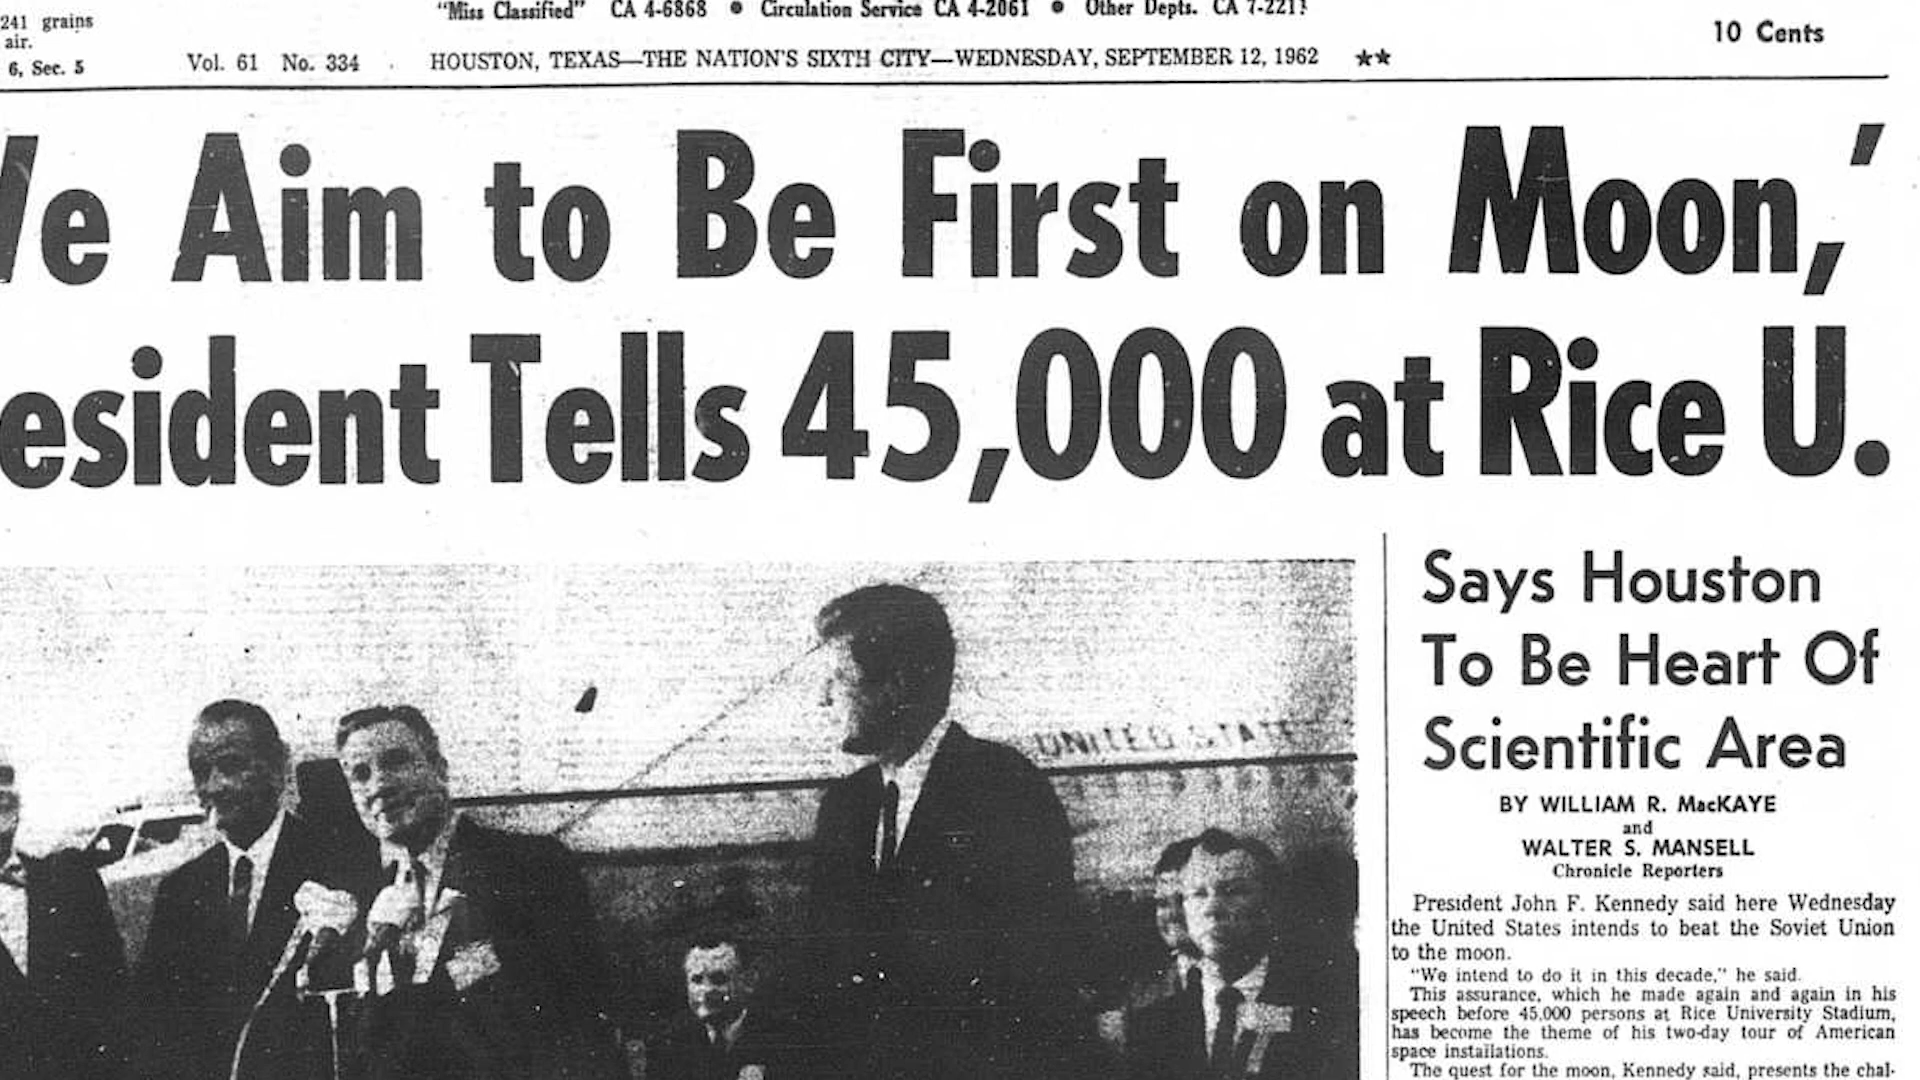 241 grains
air.
6, Sec. 5
"Miss Classified" CA 4-6868 ● Circulation Service CA 4-2061 ● Other Depts. CA 7-2211
10 Cents
Vol. 61 No. 334
HOUSTON, TEXAS—THE NATION'S SIXTH CITY—WEDNESDAY, SEPTEMBER 12, 1962 ★★
We Aim to Be First on Moon,'
esident Tells 45,000 at Rice U.
UNITED STATE
Says Houston
To Be Heart Of
Scientific Area
BY WILLIAM R. MacKAYE
and
WALTER S. MANSELL
Chronicle Reporters
President John F. Kennedy said here Wednesday
the United States intends to beat the Soviet Union
to the moon.
"We intend to do it in this decade," he said.
This assurance, which he made again and again in his
speech before 45,000 persons at Rice University Stadium,
has become the theme of his two-day tour of American
space installations.
The quest for the moon, Kennedy said, presents the chal-